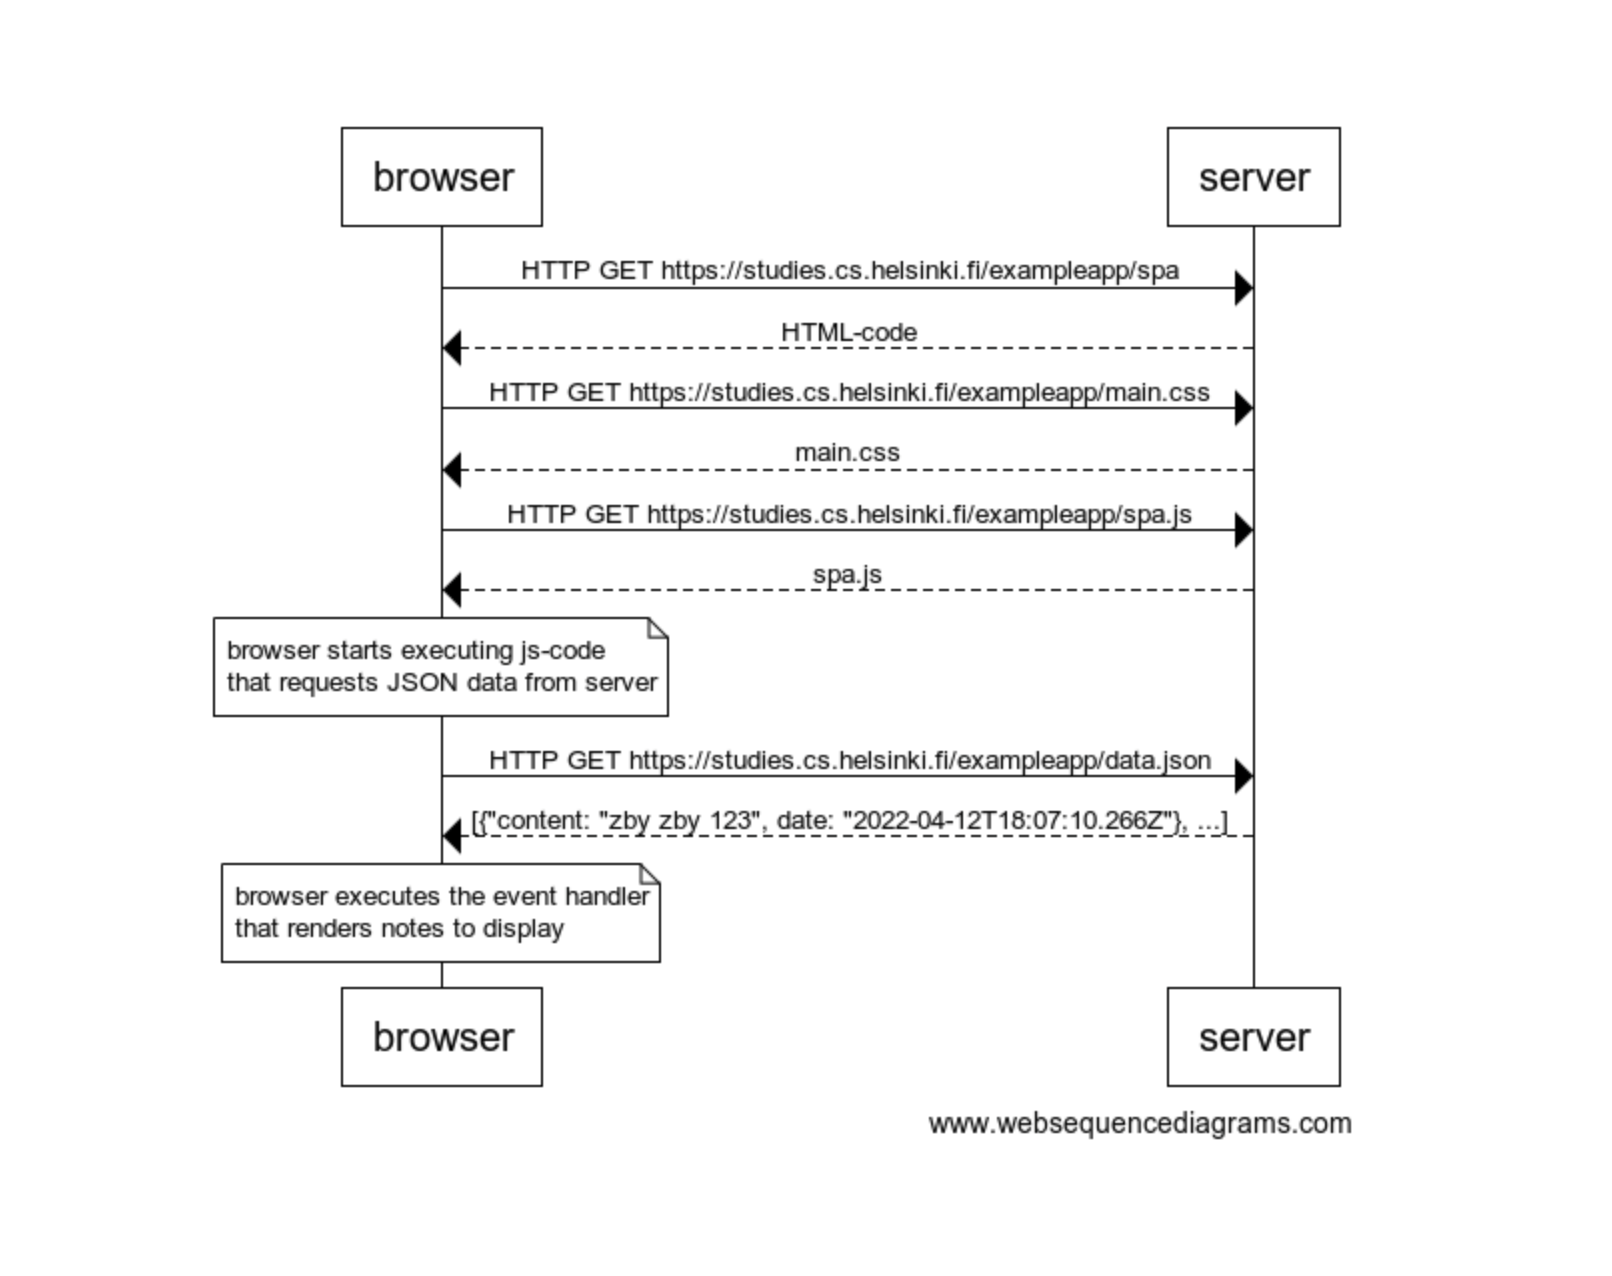 browser
server
HTTP GET https://studies.cs.helsinki.fi/exampleapp/spa
HTML-code
HTTP GET https://studies.cs.helsinki.fi/exampleapp/main.css
main.css
HTTP GET https://studies.cs.helsinki.fi/exampleapp/spa.js
spa.js
browser starts executing js-code
that requests JSON data from server
HTTP GET https://studies.cs.helsinki.fi/exampleapp/data.json
[{"content: "zby zby 123", date: "2022-04-12T18:07:10.266Z"}, ...]
browser executes the event handler
that renders notes to display
browser
server
www.websequencediagrams.com